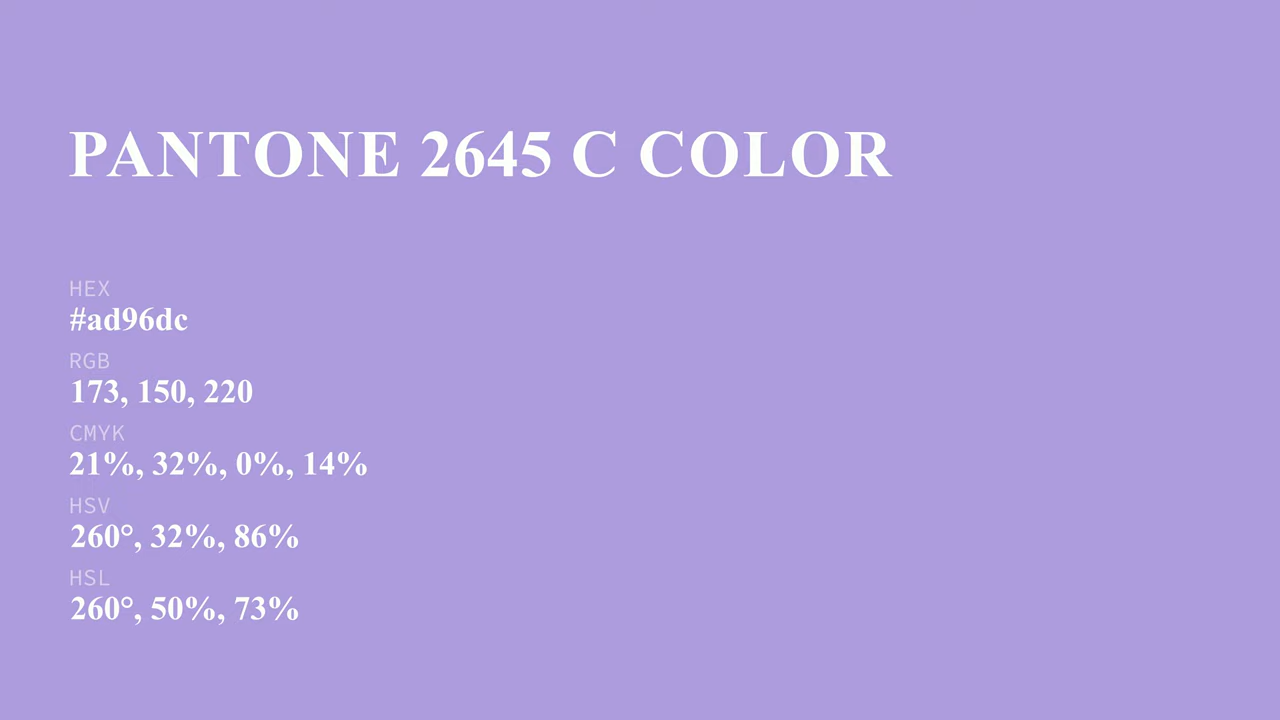 PANTONE 2645 C COLOR
HEX
#ad96dc
RGB
173, 150, 220
CMYK
21%, 32%, 0%, 14%
HSV
260°, 32%, 86%
HSL
260°, 50%, 73%